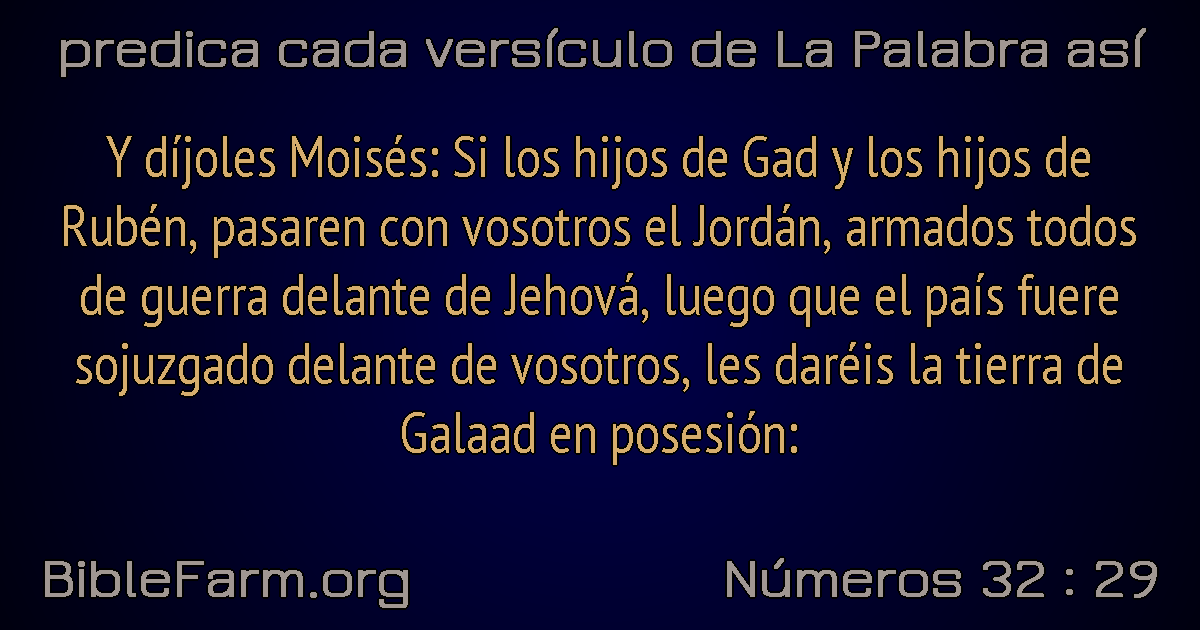 predica cada versículo de La Palabra así
Y díjoles Moisés: Si los hijos de Gad y los hijos de
Rubén, pasaren con vosotros el Jordán, armados todos
de guerra delante de Jehová, luego que el país fuere
sojuzgado delante de vosotros, les daréis la tierra de
Galaad en posesión:
BibleFarm.org
Números 32 : 29